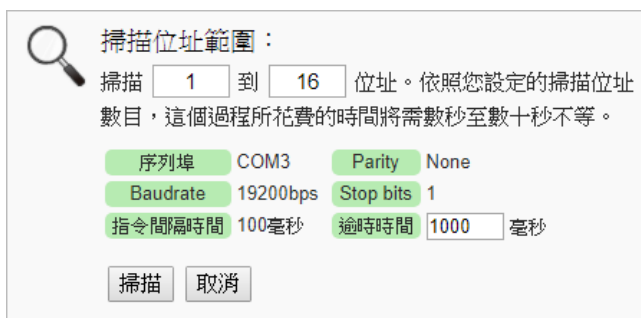 掃描位址範圍：
掃描 1 到 16 位址。依照您設定的掃描位址
數目，這個過程所花費的時間將需數秒至數十秒不等。
序列埠 COM3 Parity None
Baudrate 19200bps Stop bits 1
指令間隔時間 100毫秒 逾時時間 1000 毫秒
掃描 取消